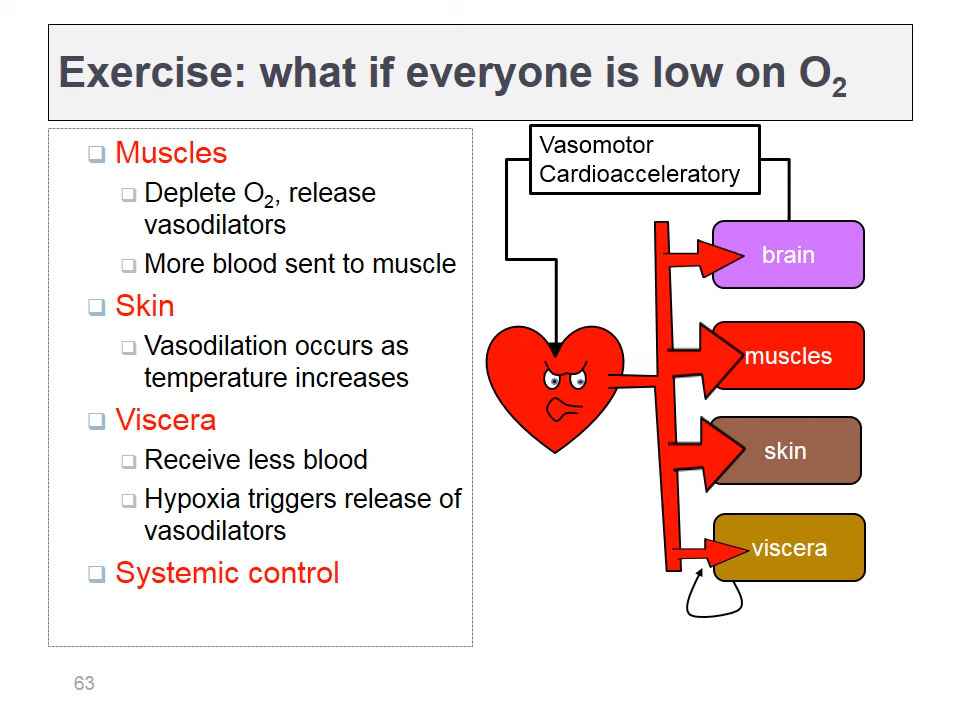 Exercise: what if everyone is low on O₂
Muscles
Deplete O₂, release
vasodilators
More blood sent to muscle
Skin
Vasodilation occurs as
temperature increases
Viscera
Receive less blood
Hypoxia triggers release of
vasodilators
Systemic control
Vasomotor
Cardioacceleratory
brain
muscles
skin
viscera
63